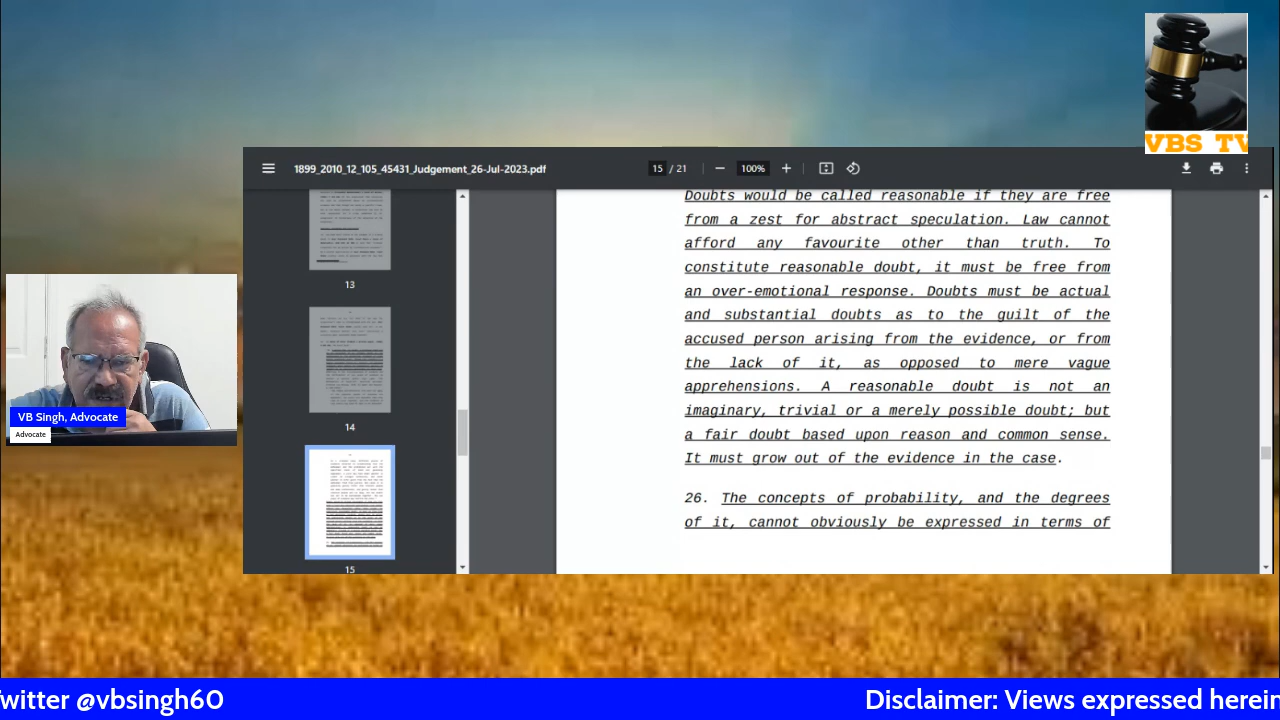 VBS TV
1899_2010_12_105_45431_Judgement_26-Jul-2023.pdf
15 / 21
100%
13
14
15
Doubts would be called reasonable if they are free
from a zest for abstract speculation. Law cannot
afford any favourite other than truth. To
constitute reasonable doubt, it must be free from
an over-emotional response. Doubts must be actual
and substantial doubts as to the guilt of the
accused person arising from the evidence, or from
the lack of it, as opposed to mere vague
apprehensions. A reasonable doubt is not an
imaginary, trivial or a merely possible doubt; but
a fair doubt based upon reason and common sense.
It must grow out of the evidence in the case.
26. The concepts of probability, and the degrees
of it, cannot obviously be expressed in terms of
VB Singh, Advocate
Advocate
witter @vbsingh60
Disclaimer: Views expressed herein